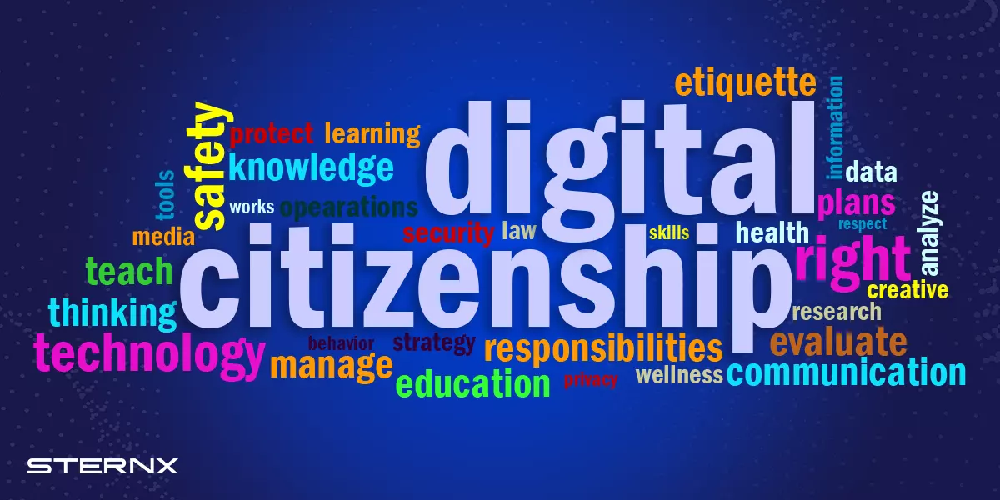 etiquette
digital
information
safety
protect
learning
knowledge
data
tools
works
opearations
plans
analyze
respect
media
security
law
skills
health
citizenship
right
teach
creative
thinking
research
technology
behavior
strategy
responsibilities
evaluate
manage
education
privacy
wellness
communication
STERNX